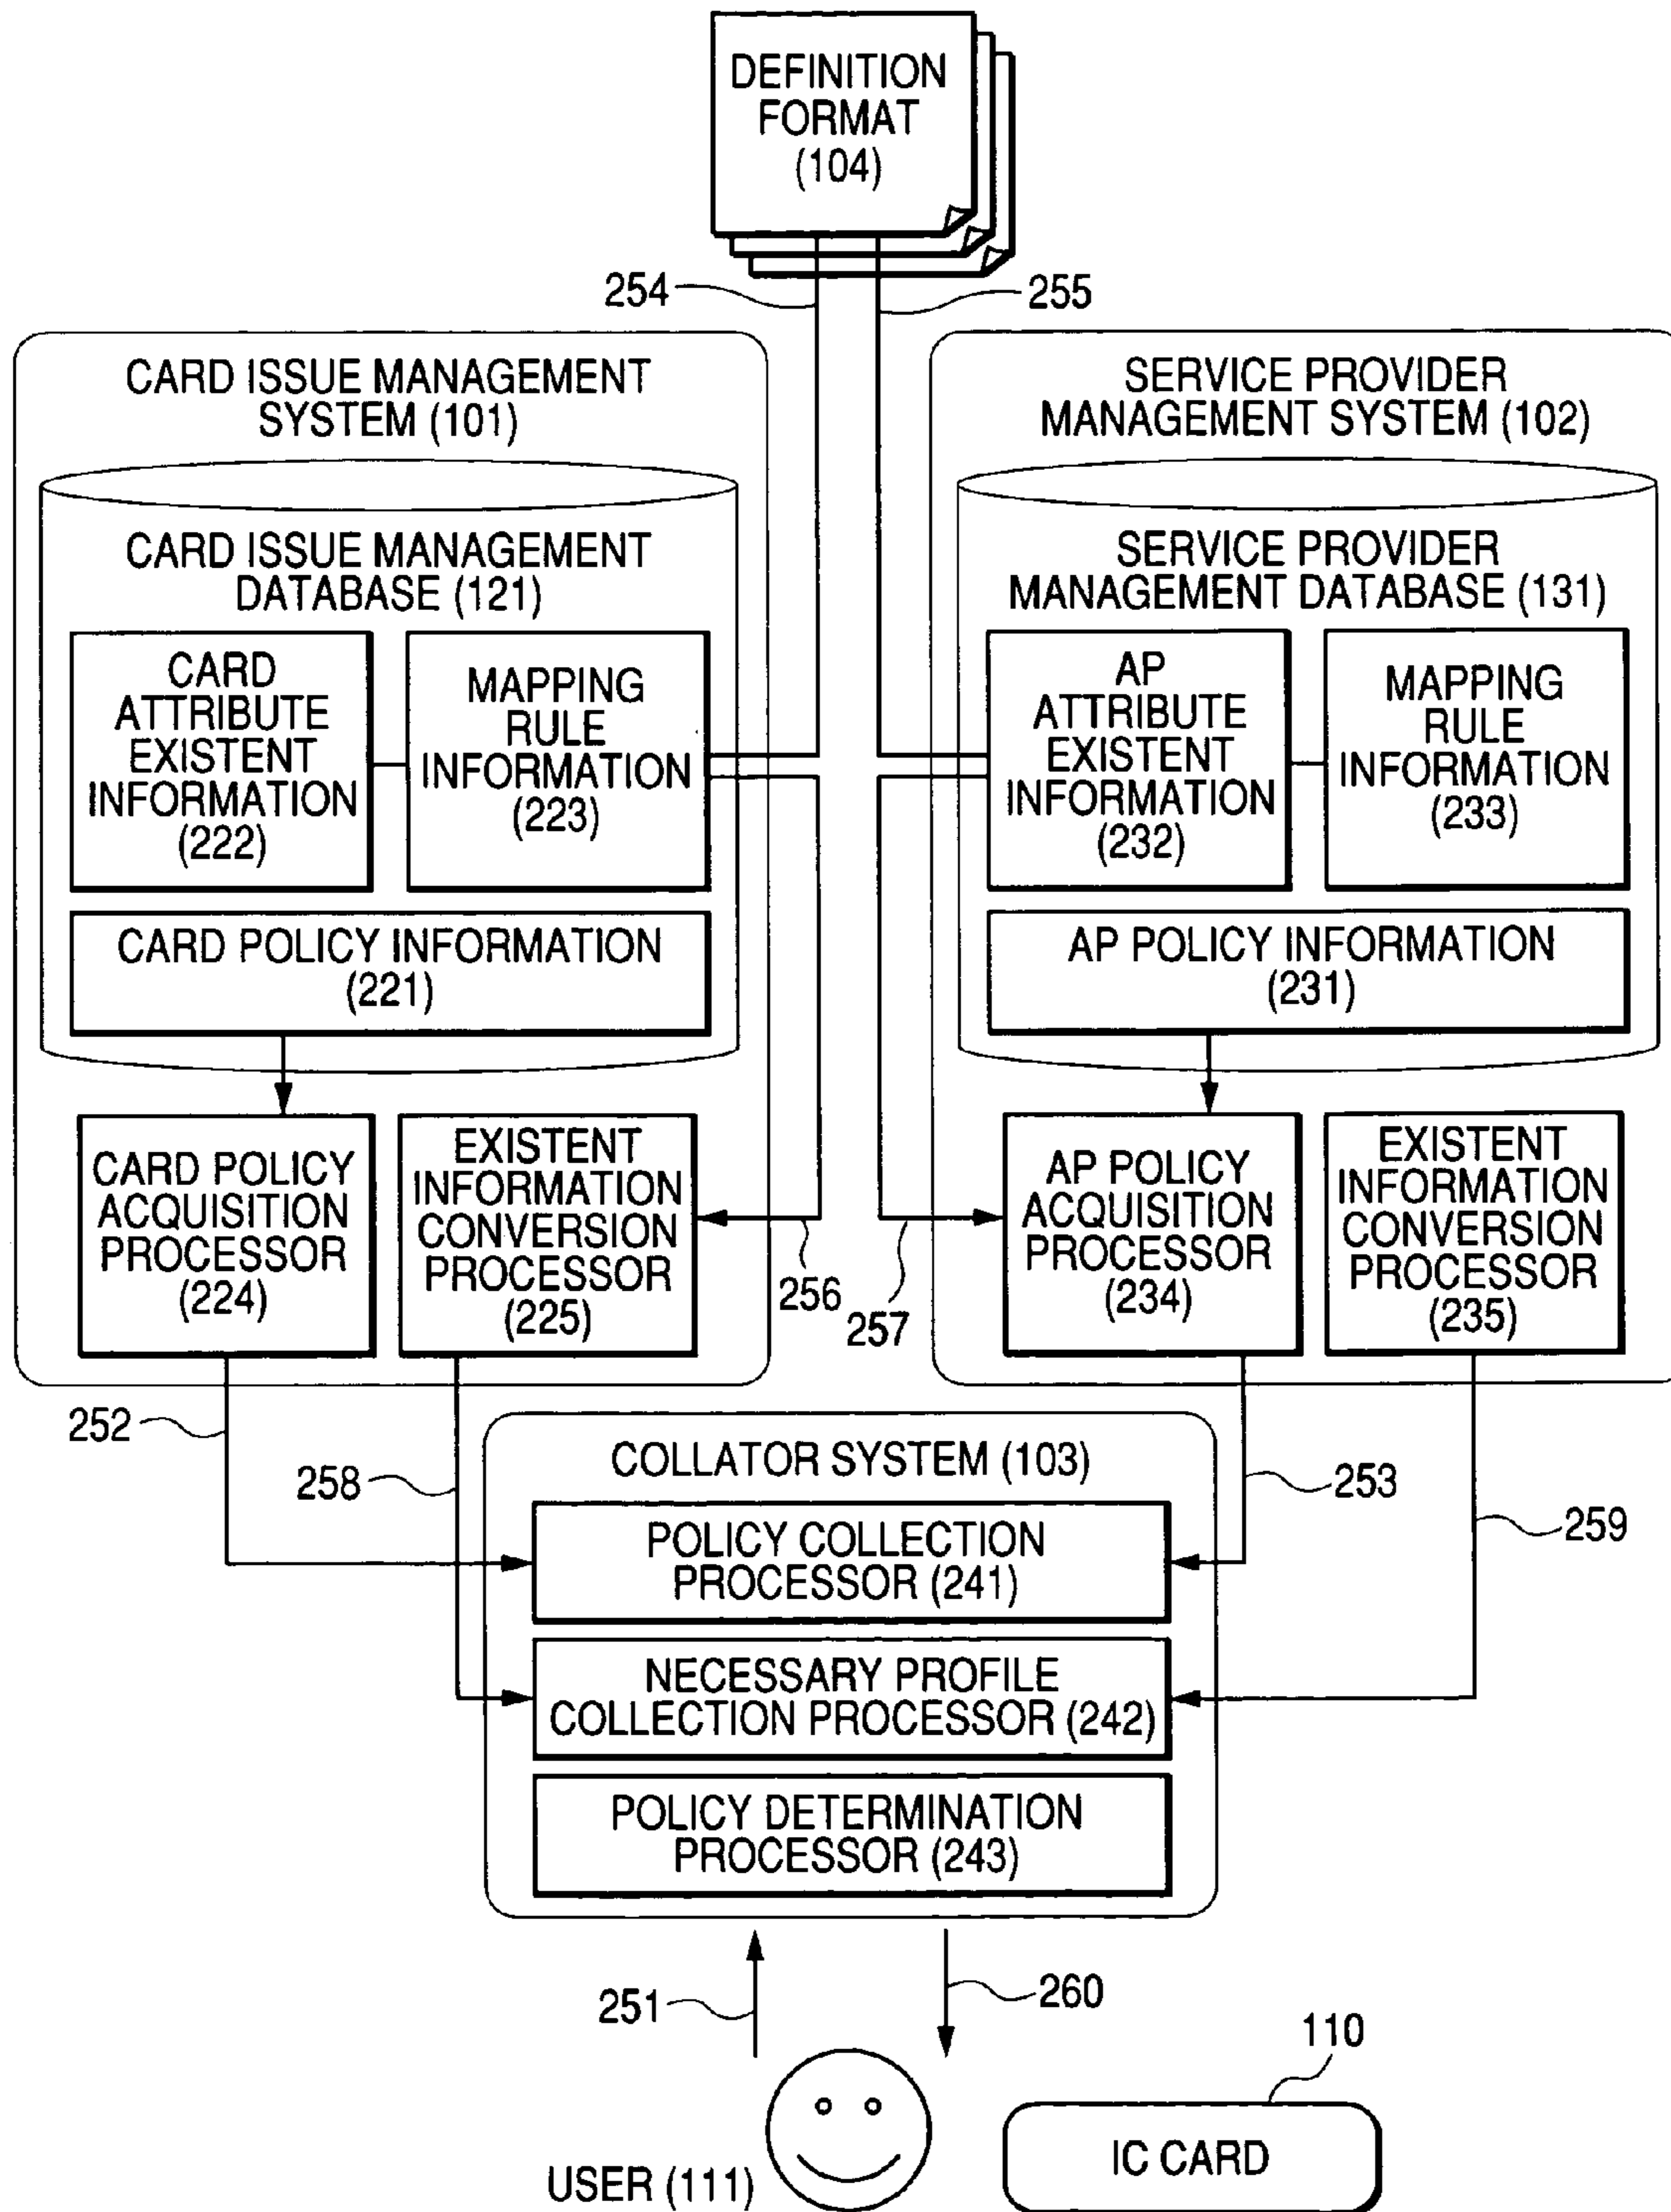 DEFINITION
FORMAT
(104)
254
255
CARD ISSUE MANAGEMENT
SYSTEM (101)
CARD ISSUE MANAGEMENT
DATABASE (121)
CARD
ATTRIBUTE
EXISTENT
INFORMATION
(222)
MAPPING
RULE
INFORMATION
(223)
CARD POLICY INFORMATION
(221)
CARD POLICY
ACQUISITION
PROCESSOR
(224)
EXISTENT
INFORMATION
CONVERSION
PROCESSOR
(225)
256
SERVICE PROVIDER
MANAGEMENT SYSTEM (102)
SERVICE PROVIDER
MANAGEMENT DATABASE (131)
AP
ATTRIBUTE
EXISTENT
INFORMATION
(232)
MAPPING
RULE
INFORMATION
(233)
AP POLICY INFORMATION
(231)
257
AP POLICY
ACQUISITION
PROCESSOR
(234)
EXISTENT
INFORMATION
CONVERSION
PROCESSOR
(235)
252
258
253
259
COLLATOR SYSTEM (103)
POLICY COLLECTION
PROCESSOR (241)
NECESSARY PROFILE
COLLECTION PROCESSOR (242)
POLICY DETERMINATION
PROCESSOR (243)
251
260
110
USER (111)
IC CARD